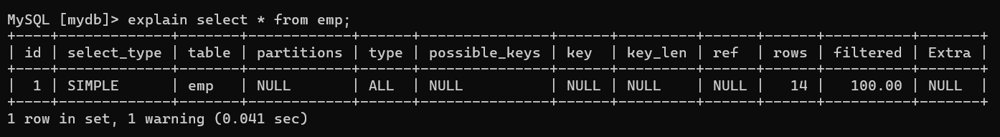 MySQL [mydb]> explain select * from emp;
+----+-------------+-------+------------+------+---------------+------+---------+------+------+----------+-------+
| id | select_type | table | partitions | type | possible_keys | key  | key_len | ref  | rows | filtered | Extra |
+----+-------------+-------+------------+------+---------------+------+---------+------+------+----------+-------+
|  1 | SIMPLE      | emp   | NULL       | ALL  | NULL          | NULL | NULL    | NULL |   14 |   100.00 | NULL  |
+----+-------------+-------+------------+------+---------------+------+---------+------+------+----------+-------+
1 row in set, 1 warning (0.041 sec)